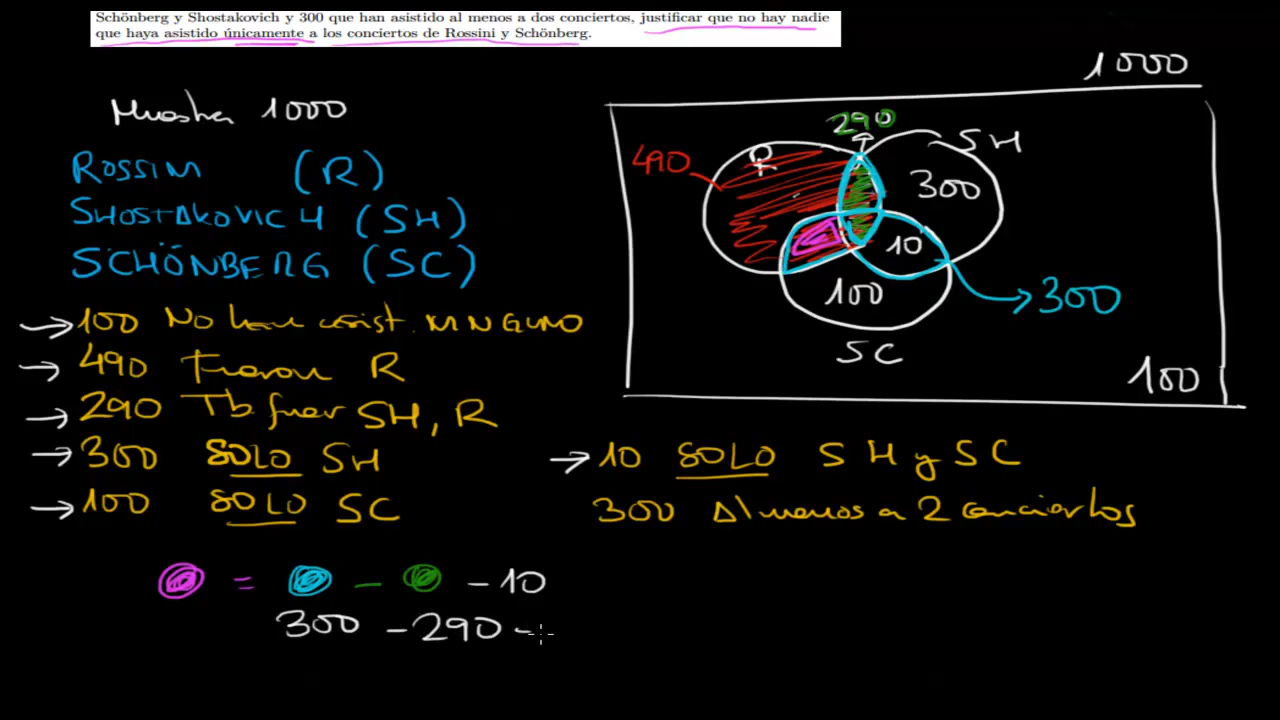 Schönberg y Shostakovich y 300 que han asistido al menos a dos conciertos, justificar que no hay nadie
que haya asistido únicamente a los conciertos de Rossini y Schönberg.
Muestra 1000
ROSSINI (R)
SHOSTAKOVICH (SH)
SCHÖNBERG (SC)
→ 100 No han asist. NINGUNO
→ 490 Fueron R
→ 290 Tb fuer SH, R
→ 300 SOLO SH
→ 100 SOLO SC
1000
290
490
R
SH
300
10
100
→ 300
SC
100
→ 10 SOLO SH y SC
300 Al menos a 2 conciertos
= - - 10
300 - 290 -